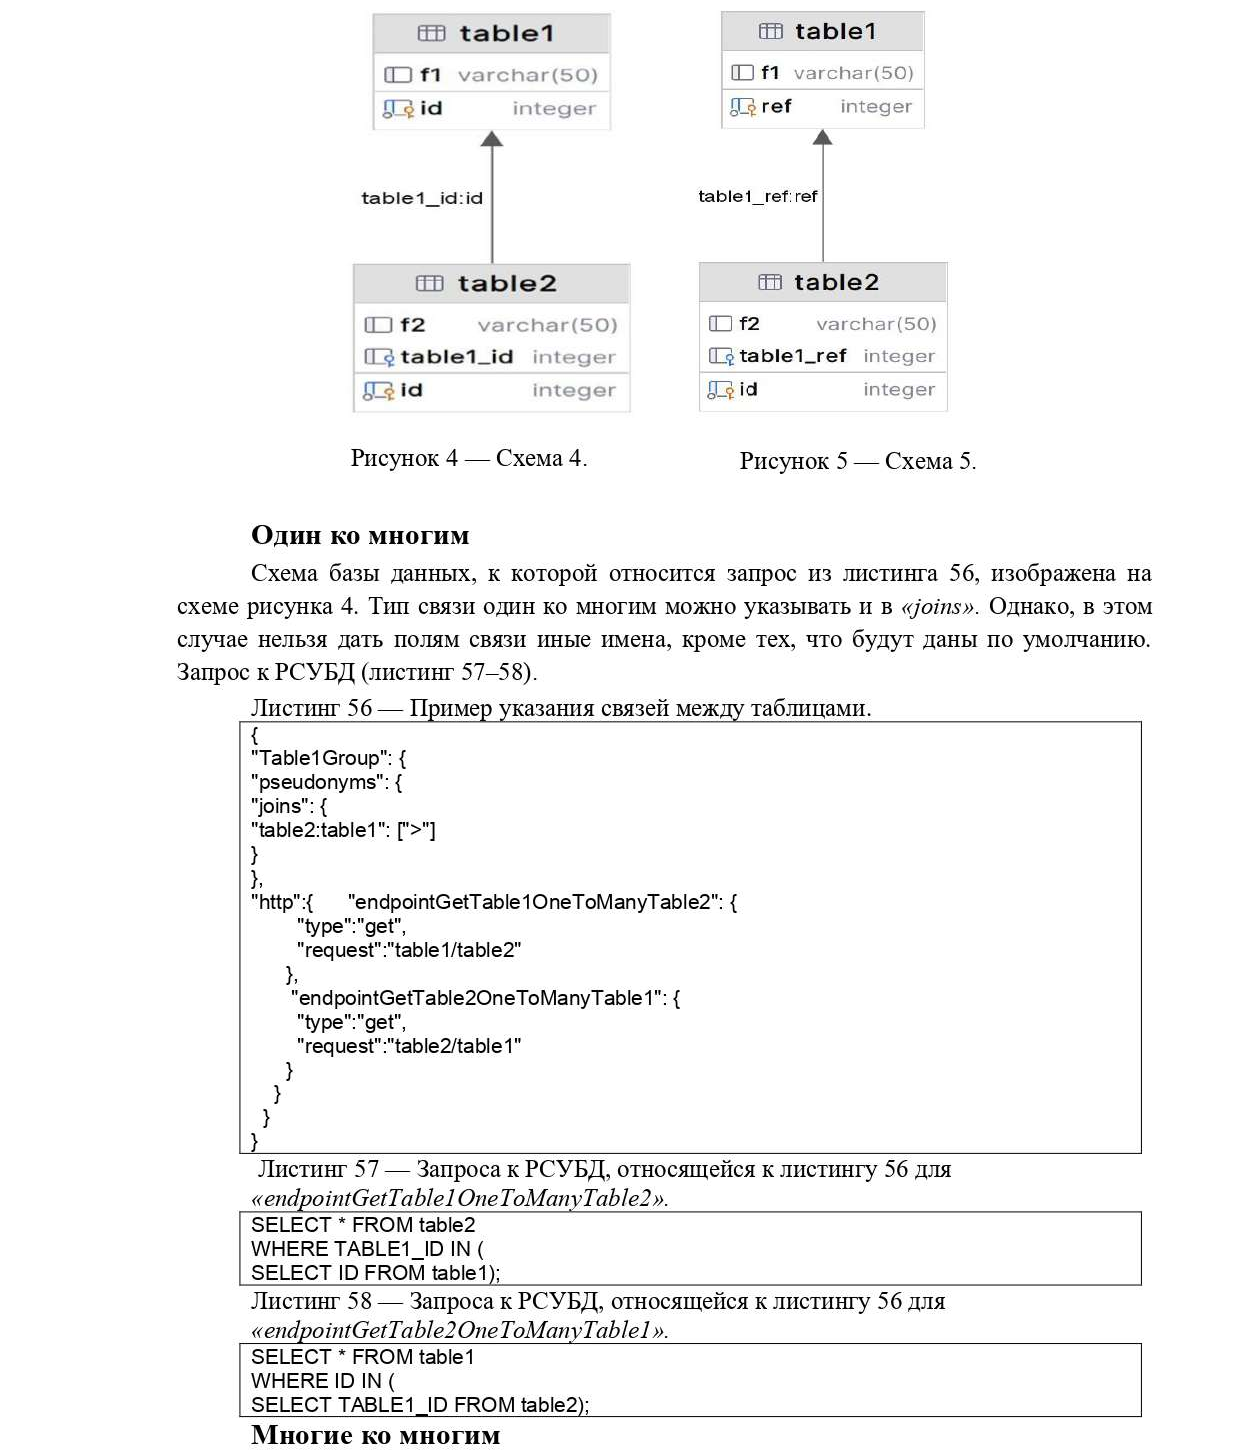 table1
f1 varchar(50)
id integer
table1_id:id
table2
f2 varchar(50)
table1_id integer
id integer
Рисунок 4 — Схема 4.
table1
f1 varchar(50)
ref integer
table1_ref:ref
table2
f2 varchar(50)
table1_ref integer
id integer
Рисунок 5 — Схема 5.
Один ко многим
Схема базы данных, к которой относится запрос из листинга 56, изображена на
схеме рисунка 4. Тип связи один ко многим можно указывать и в «joins». Однако, в этом
случае нельзя дать полям связи иные имена, кроме тех, что будут даны по умолчанию.
Запрос к РСУБД (листинг 57–58).
Листинг 56 — Пример указания связей между таблицами.
{
"Table1Group": {
"pseudonyms": {
"joins": {
"table2:table1": [">"]
}
},
"http":{ "endpointGetTable1OneToManyTable2": {
"type":"get",
"request":"table1/table2"
},
"endpointGetTable2OneToManyTable1": {
"type":"get",
"request":"table2/table1"
}
}
}
}
Листинг 57 — Запроса к РСУБД, относящейся к листингу 56 для
«endpointGetTable1OneToManyTable2».
SELECT * FROM table2
WHERE TABLE1_ID IN (
SELECT ID FROM table1);
Листинг 58 — Запроса к РСУБД, относящейся к листингу 56 для
«endpointGetTable2OneToManyTable1».
SELECT * FROM table1
WHERE ID IN (
SELECT TABLE1_ID FROM table2);
Многие ко многим